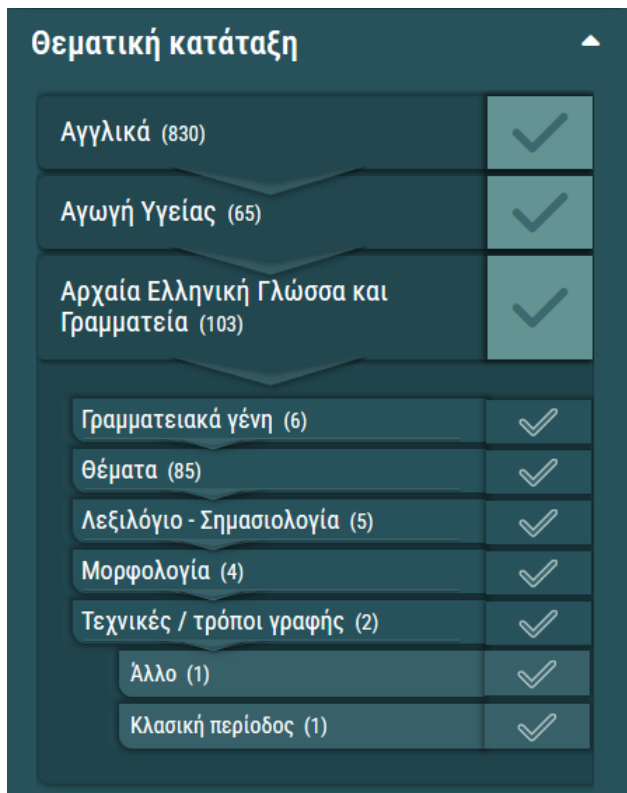 Θεματική κατάταξη
Αγγλικά (830)
Αγωγή Υγείας (65)
Αρχαία Ελληνική Γλώσσα και
Γραμματεία (103)
Γραμματειακά γένη (6)
Θέματα (85)
Λεξιλόγιο - Σημασιολογία (5)
Μορφολογία (4)
Τεχνικές / τρόποι γραφής (2)
Άλλο (1)
Κλασική περίοδος (1)